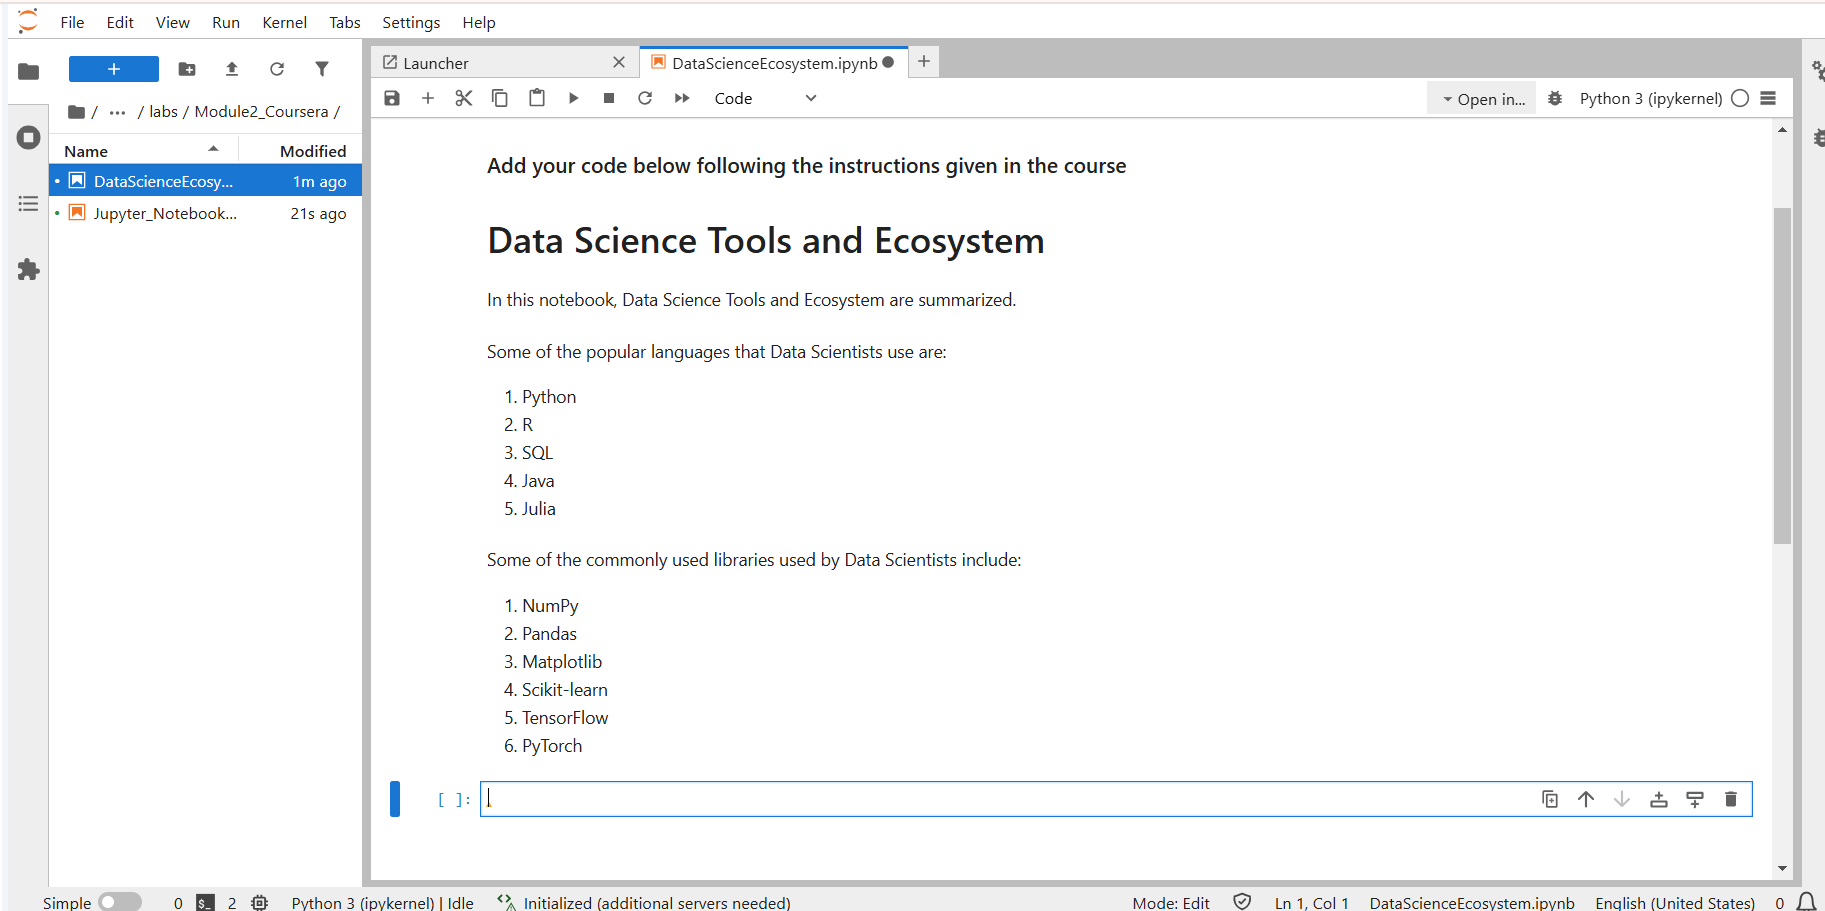 File Edit View Run Kernel Tabs Settings Help
Launcher
DataScienceEcosystem.ipynb
Code
Open in...
Python 3 (ipykernel)
/ ... / labs / Module2_Coursera /
Name Modified
DataScienceEcosy... 1m ago
Jupyter_Notebook... 21s ago
Add your code below following the instructions given in the course
Data Science Tools and Ecosystem
In this notebook, Data Science Tools and Ecosystem are summarized.
Some of the popular languages that Data Scientists use are:
1. Python
2. R
3. SQL
4. Java
5. Julia
Some of the commonly used libraries used by Data Scientists include:
1. NumPy
2. Pandas
3. Matplotlib
4. Scikit-learn
5. TensorFlow
6. PyTorch
[ ]:
Simple 0 $_ 2 Python 3 (ipykernel) | Idle Initialized (additional servers needed) Mode: Edit Ln 1, Col 1 DataScienceEcosystem.ipynb English (United States) 0